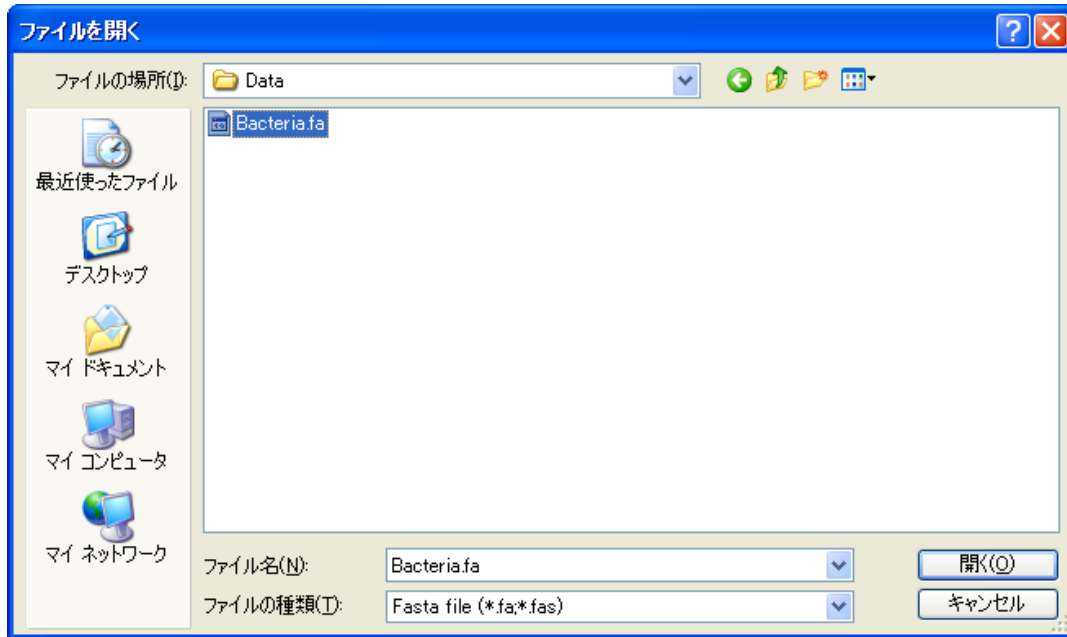 ファイルを開く
ファイルの場所(I):
Data
Bacteria.fa
最近使ったファイル
デスクトップ
マイ ドキュメント
マイ コンピュータ
マイ ネットワーク
ファイル名(N):
Bacteria.fa
開く(O)
ファイルの種類(T):
Fasta file (*.fa;*.fas)
キャンセル